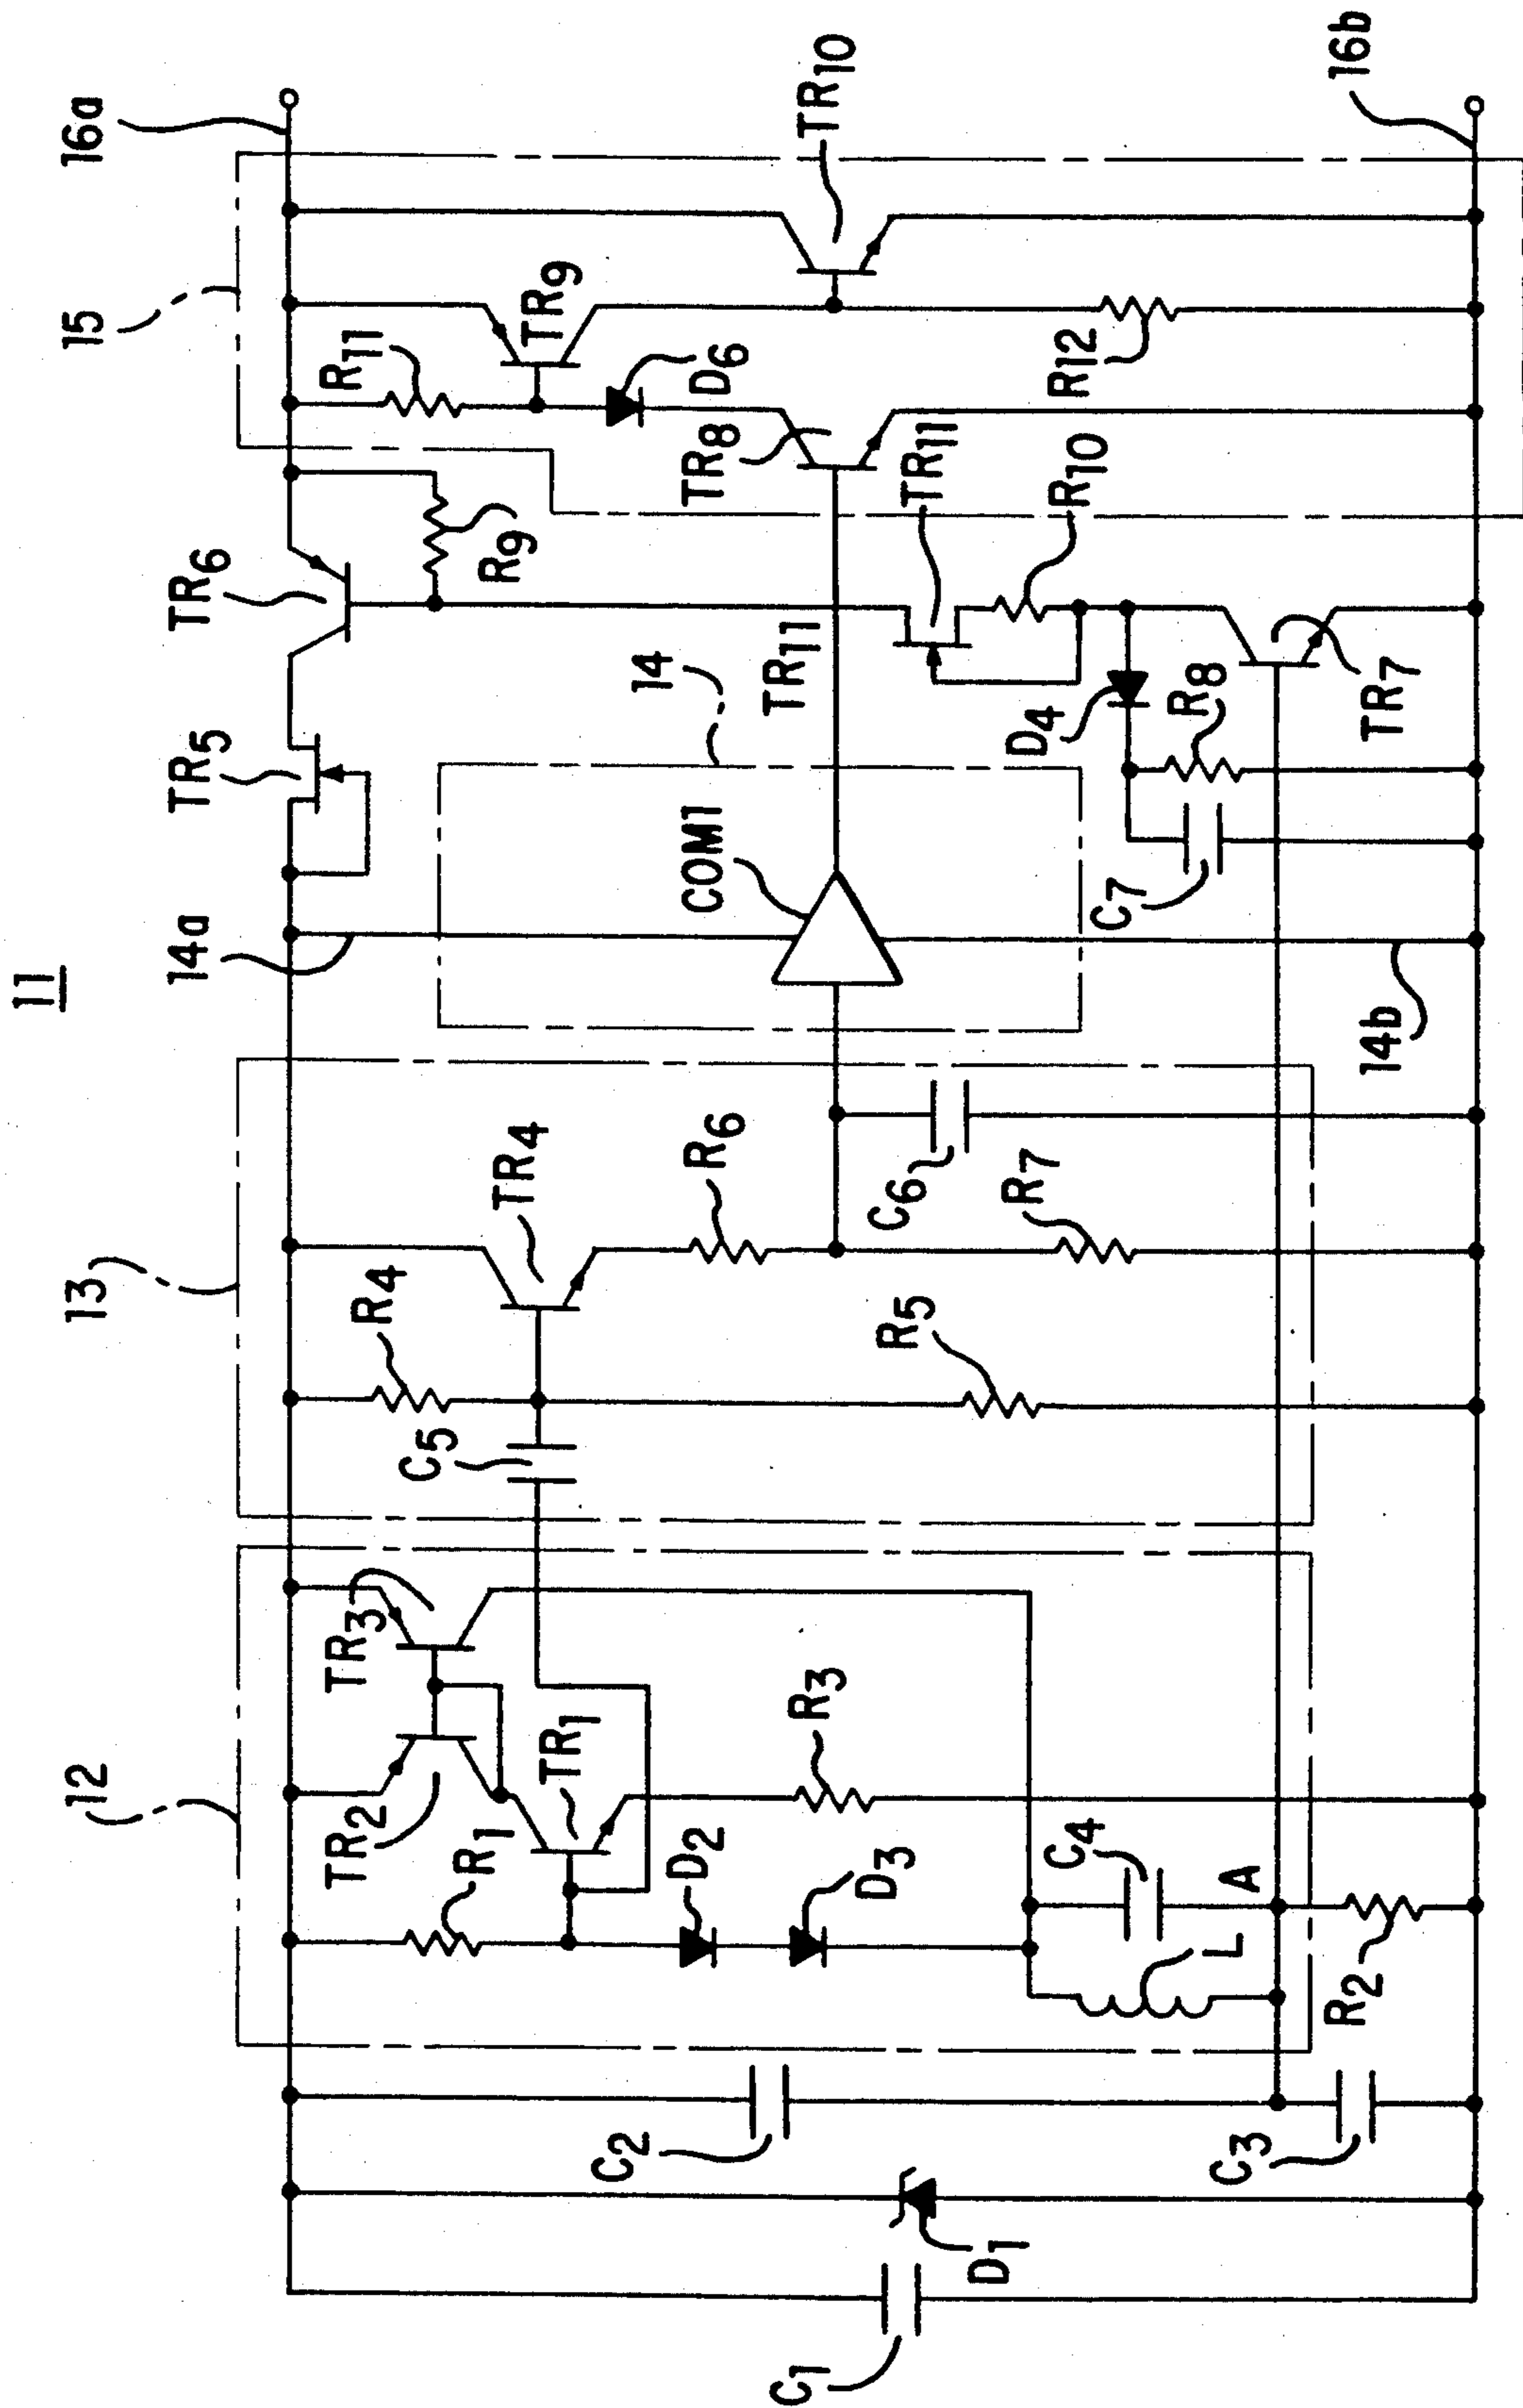 11
12
13
14
15
16a
16b
14a
14b
TR2
TR3
R1
TR1
D2
D3
R3
C4
A
L
R2
C1
D1
C2
C3
C5
R4
TR4
R5
R6
C6
R7
COM1
TR5
TR6
R9
TR11
TR11
R10
D4
R8
C7
TR7
R11
TR9
D6
TR8
R12
TR10